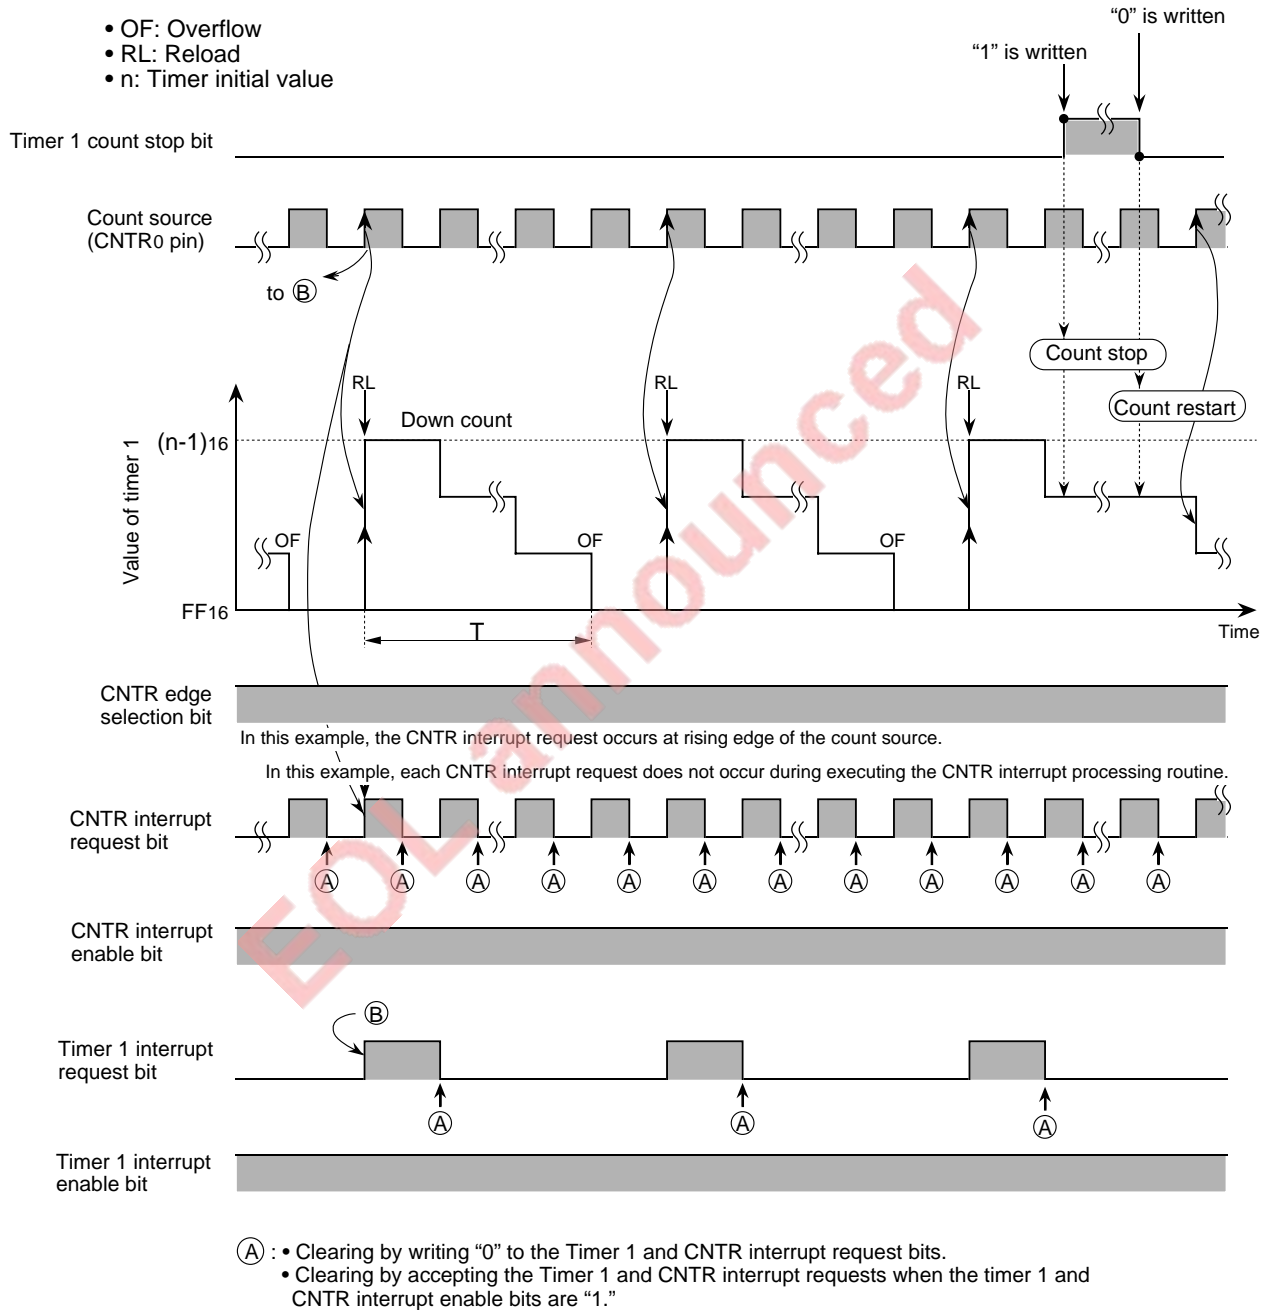 • OF: Overflow
• RL: Reload
• n: Timer initial value
“0” is written
“1” is written
Timer 1 count stop bit
Count source
(CNTR0 pin)
to Ⓑ
Count stop
Count restart
RL
RL
RL
Down count
(n-1)16
Value of timer 1
OF
OF
OF
FF16
T
Time
CNTR edge
selection bit
In this example, the CNTR interrupt request occurs at rising edge of the count source.
In this example, each CNTR interrupt request does not occur during executing the CNTR interrupt processing routine.
CNTR interrupt
request bit
Ⓐ Ⓐ Ⓐ Ⓐ Ⓐ Ⓐ Ⓐ Ⓐ Ⓐ Ⓐ Ⓐ Ⓐ
CNTR interrupt
enable bit
Ⓑ
Timer 1 interrupt
request bit
Ⓐ Ⓐ Ⓐ
Timer 1 interrupt
enable bit
Ⓐ : • Clearing by writing “0” to the Timer 1 and CNTR interrupt request bits.
• Clearing by accepting the Timer 1 and CNTR interrupt requests when the timer 1 and
CNTR interrupt enable bits are “1.”
EOL announced